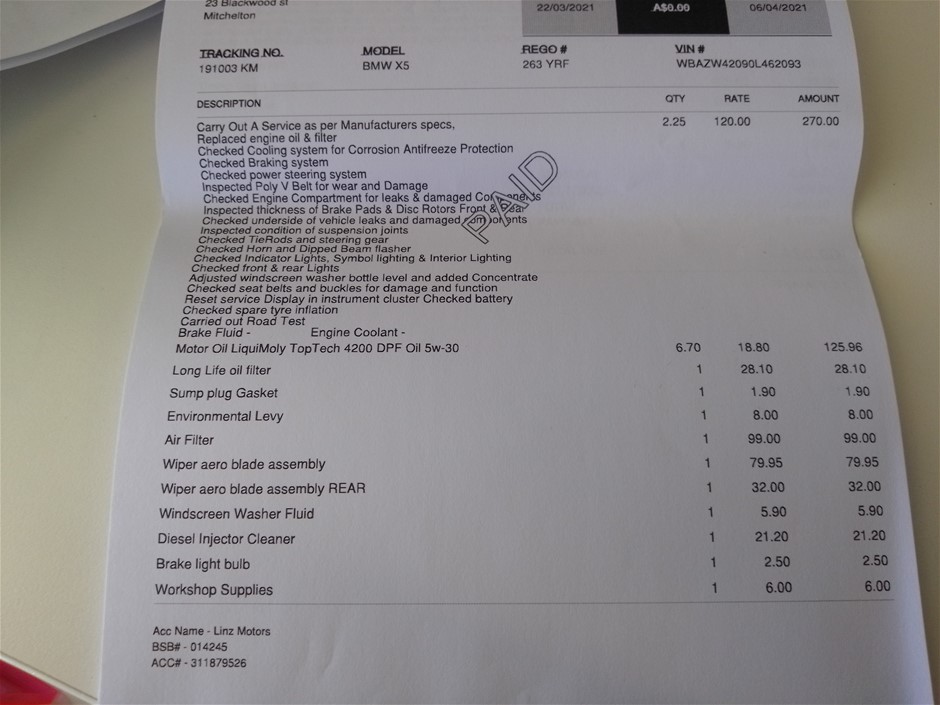 23 Blackwood st
Mitchelton
22/03/2021 A$0.00 06/04/2021
TRACKING NO. MODEL REGO # VIN #
191003 KM BMW X5 263 YRF WBAZW42090L462093
DESCRIPTION QTY RATE AMOUNT
Carry Out A Service as per Manufacturers specs, 2.25 120.00 270.00
Replaced engine oil & filter
Checked Cooling system for Corrosion Antifreeze Protection
Checked Braking system
Checked power steering system
Inspected Poly V Belt for wear and Damage
Checked Engine Compartment for leaks & damaged Components
Inspected thickness of Brake Pads & Disc Rotors Front & Rear
Checked underside of vehicle leaks and damaged components
Inspected condition of suspension joints
Checked TieRods and steering gear
Checked Horn and Dipped Beam flasher
Checked Indicator Lights, Symbol lighting & Interior Lighting
Checked front & rear Lights
Adjusted windscreen washer bottle level and added Concentrate
Checked seat belts and buckles for damage and function
Reset service Display in instrument cluster Checked battery
Checked spare tyre inflation
Carried out Road Test
Brake Fluid - Engine Coolant -
PAID
Motor Oil LiquiMoly TopTech 4200 DPF Oil 5w-30 6.70 18.80 125.96
Long Life oil filter 1 28.10 28.10
Sump plug Gasket 1 1.90 1.90
Environmental Levy 1 8.00 8.00
Air Filter 1 99.00 99.00
Wiper aero blade assembly 1 79.95 79.95
Wiper aero blade assembly REAR 1 32.00 32.00
Windscreen Washer Fluid 1 5.90 5.90
Diesel Injector Cleaner 1 21.20 21.20
Brake light bulb 1 2.50 2.50
Workshop Supplies 1 6.00 6.00
Acc Name - Linz Motors
BSB# - 014245
ACC# - 311879526